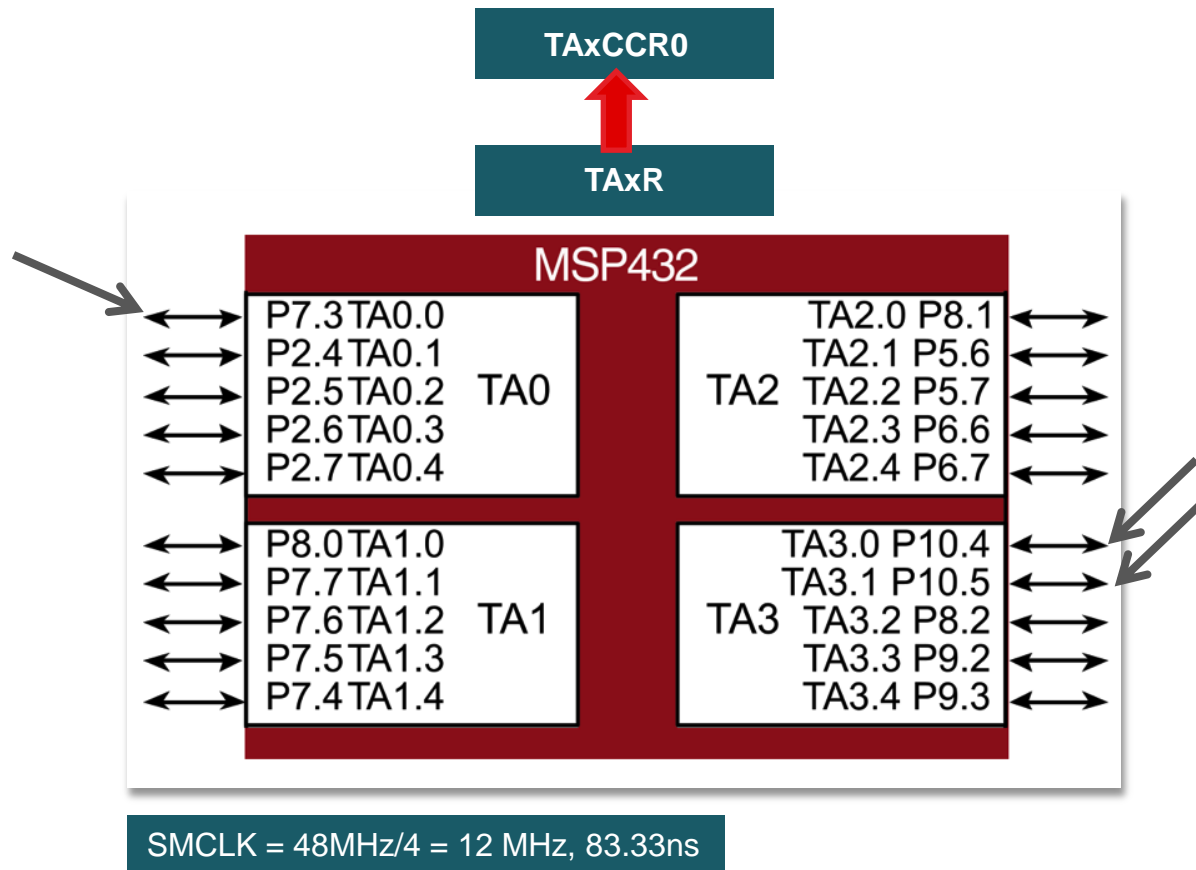 TAxCCR0
TAxR
MSP432
P7.3 TA0.0
P2.4 TA0.1
P2.5 TA0.2
P2.6 TA0.3
P2.7 TA0.4
TA0
TA2
TA2.0 P8.1
TA2.1 P5.6
TA2.2 P5.7
TA2.3 P6.6
TA2.4 P6.7
P8.0 TA1.0
P7.7 TA1.1
P7.6 TA1.2
P7.5 TA1.3
P7.4 TA1.4
TA1
TA3
TA3.0 P10.4
TA3.1 P10.5
TA3.2 P8.2
TA3.3 P9.2
TA3.4 P9.3
SMCLK = 48MHz/4 = 12 MHz, 83.33ns